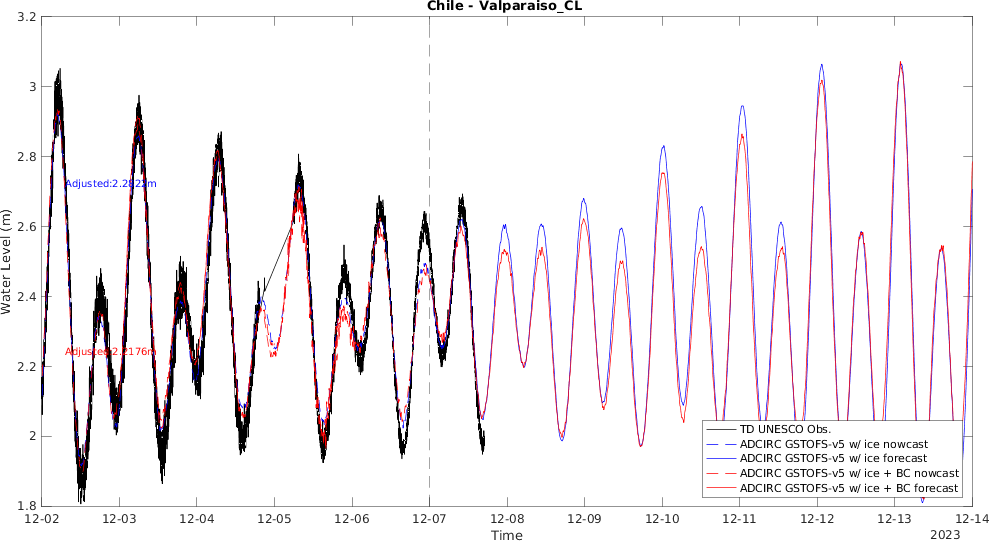 Chile - Valparaiso_CL
3.2
3
2.8
2.6
2.4
2.2
2
1.8
Water Level (m)
Adjusted:2.2822m
Adjusted:2.2176m
TD UNESCO Obs.
ADCIRC GSTOFS-v5 w/ ice nowcast
ADCIRC GSTOFS-v5 w/ ice forecast
ADCIRC GSTOFS-v5 w/ ice + BC nowcast
ADCIRC GSTOFS-v5 w/ ice + BC forecast
12-02 12-03 12-04 12-05 12-06 12-07 12-08 12-09 12-10 12-11 12-12 12-13 12-14
Time
2023